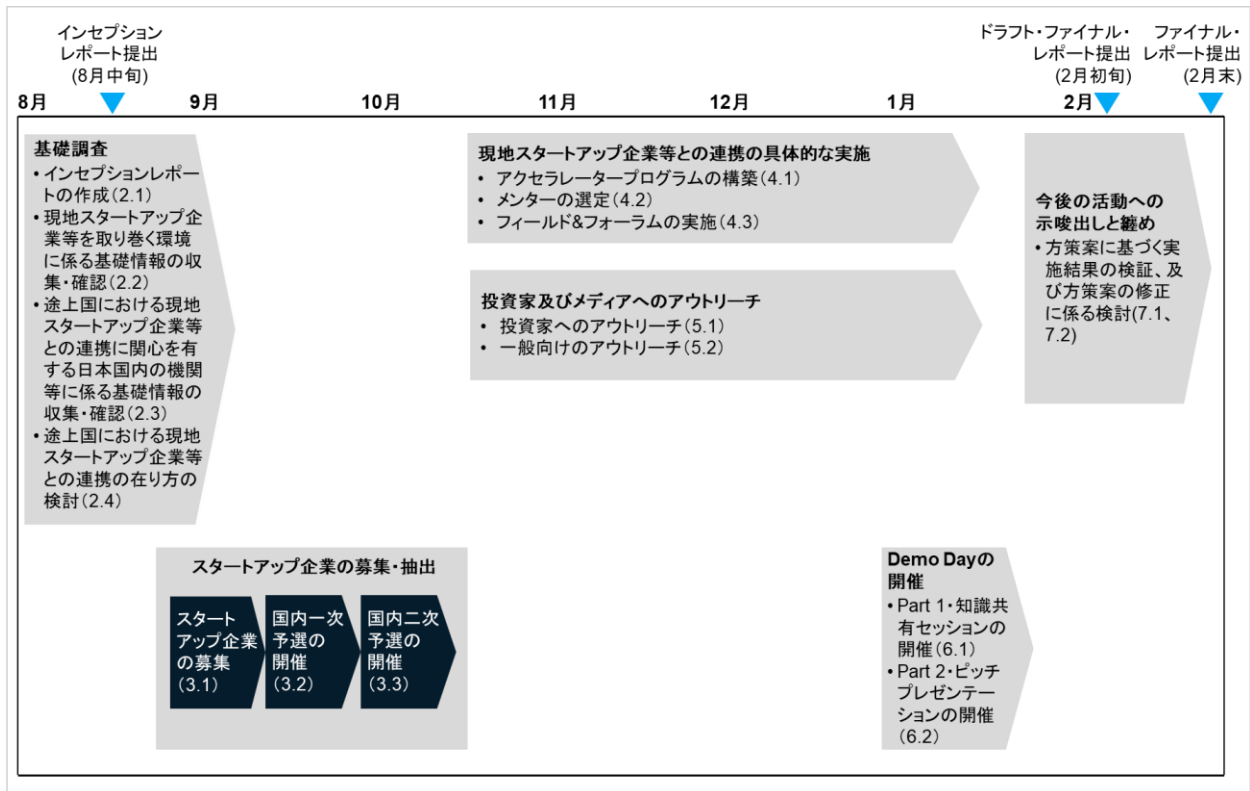 インセプション
レポート提出
(8月中旬)
ドラフト・ファイナル・
レポート提出
(2月初旬)
ファイナル・
レポート提出
(2月末)
8月
9月
10月
11月
12月
1月
2月
基礎調査
• インセプションレポー
トの作成(2.1)
• 現地スタートアップ企
業等を取り巻く環境
に係る基礎情報の収
集・確認(2.2)
• 途上国における現地
スタートアップ企業等
との連携に関心を有
する日本国内の機関
等に係る基礎情報の
収集・確認(2.3)
• 途上国における現地
スタートアップ企業等
との連携の在り方の
検討(2.4)
現地スタートアップ企業等との連携の具体的な実施
• アクセラレータープログラムの構築(4.1)
• メンターの選定(4.2)
• フィールド&フォーラムの実施(4.3)
投資家及びメディアへのアウトリーチ
• 投資家へのアウトリーチ(5.1)
• 一般向けのアウトリーチ(5.2)
今後の活動への
示唆出しと纏め
• 方策案に基づく実
施結果の検証、及
び方策案の修正
に係る検討(7.1、
7.2)
スタートアップ企業の募集・抽出
スタート
アップ企業
の募集
(3.1)
国内一次
予選の
開催
(3.2)
国内二次
予選の
開催
(3.3)
Demo Dayの
開催
• Part 1・知識共
有セッションの
開催(6.1)
• Part 2・ピッチ
プレゼンテー
ションの開催
(6.2)